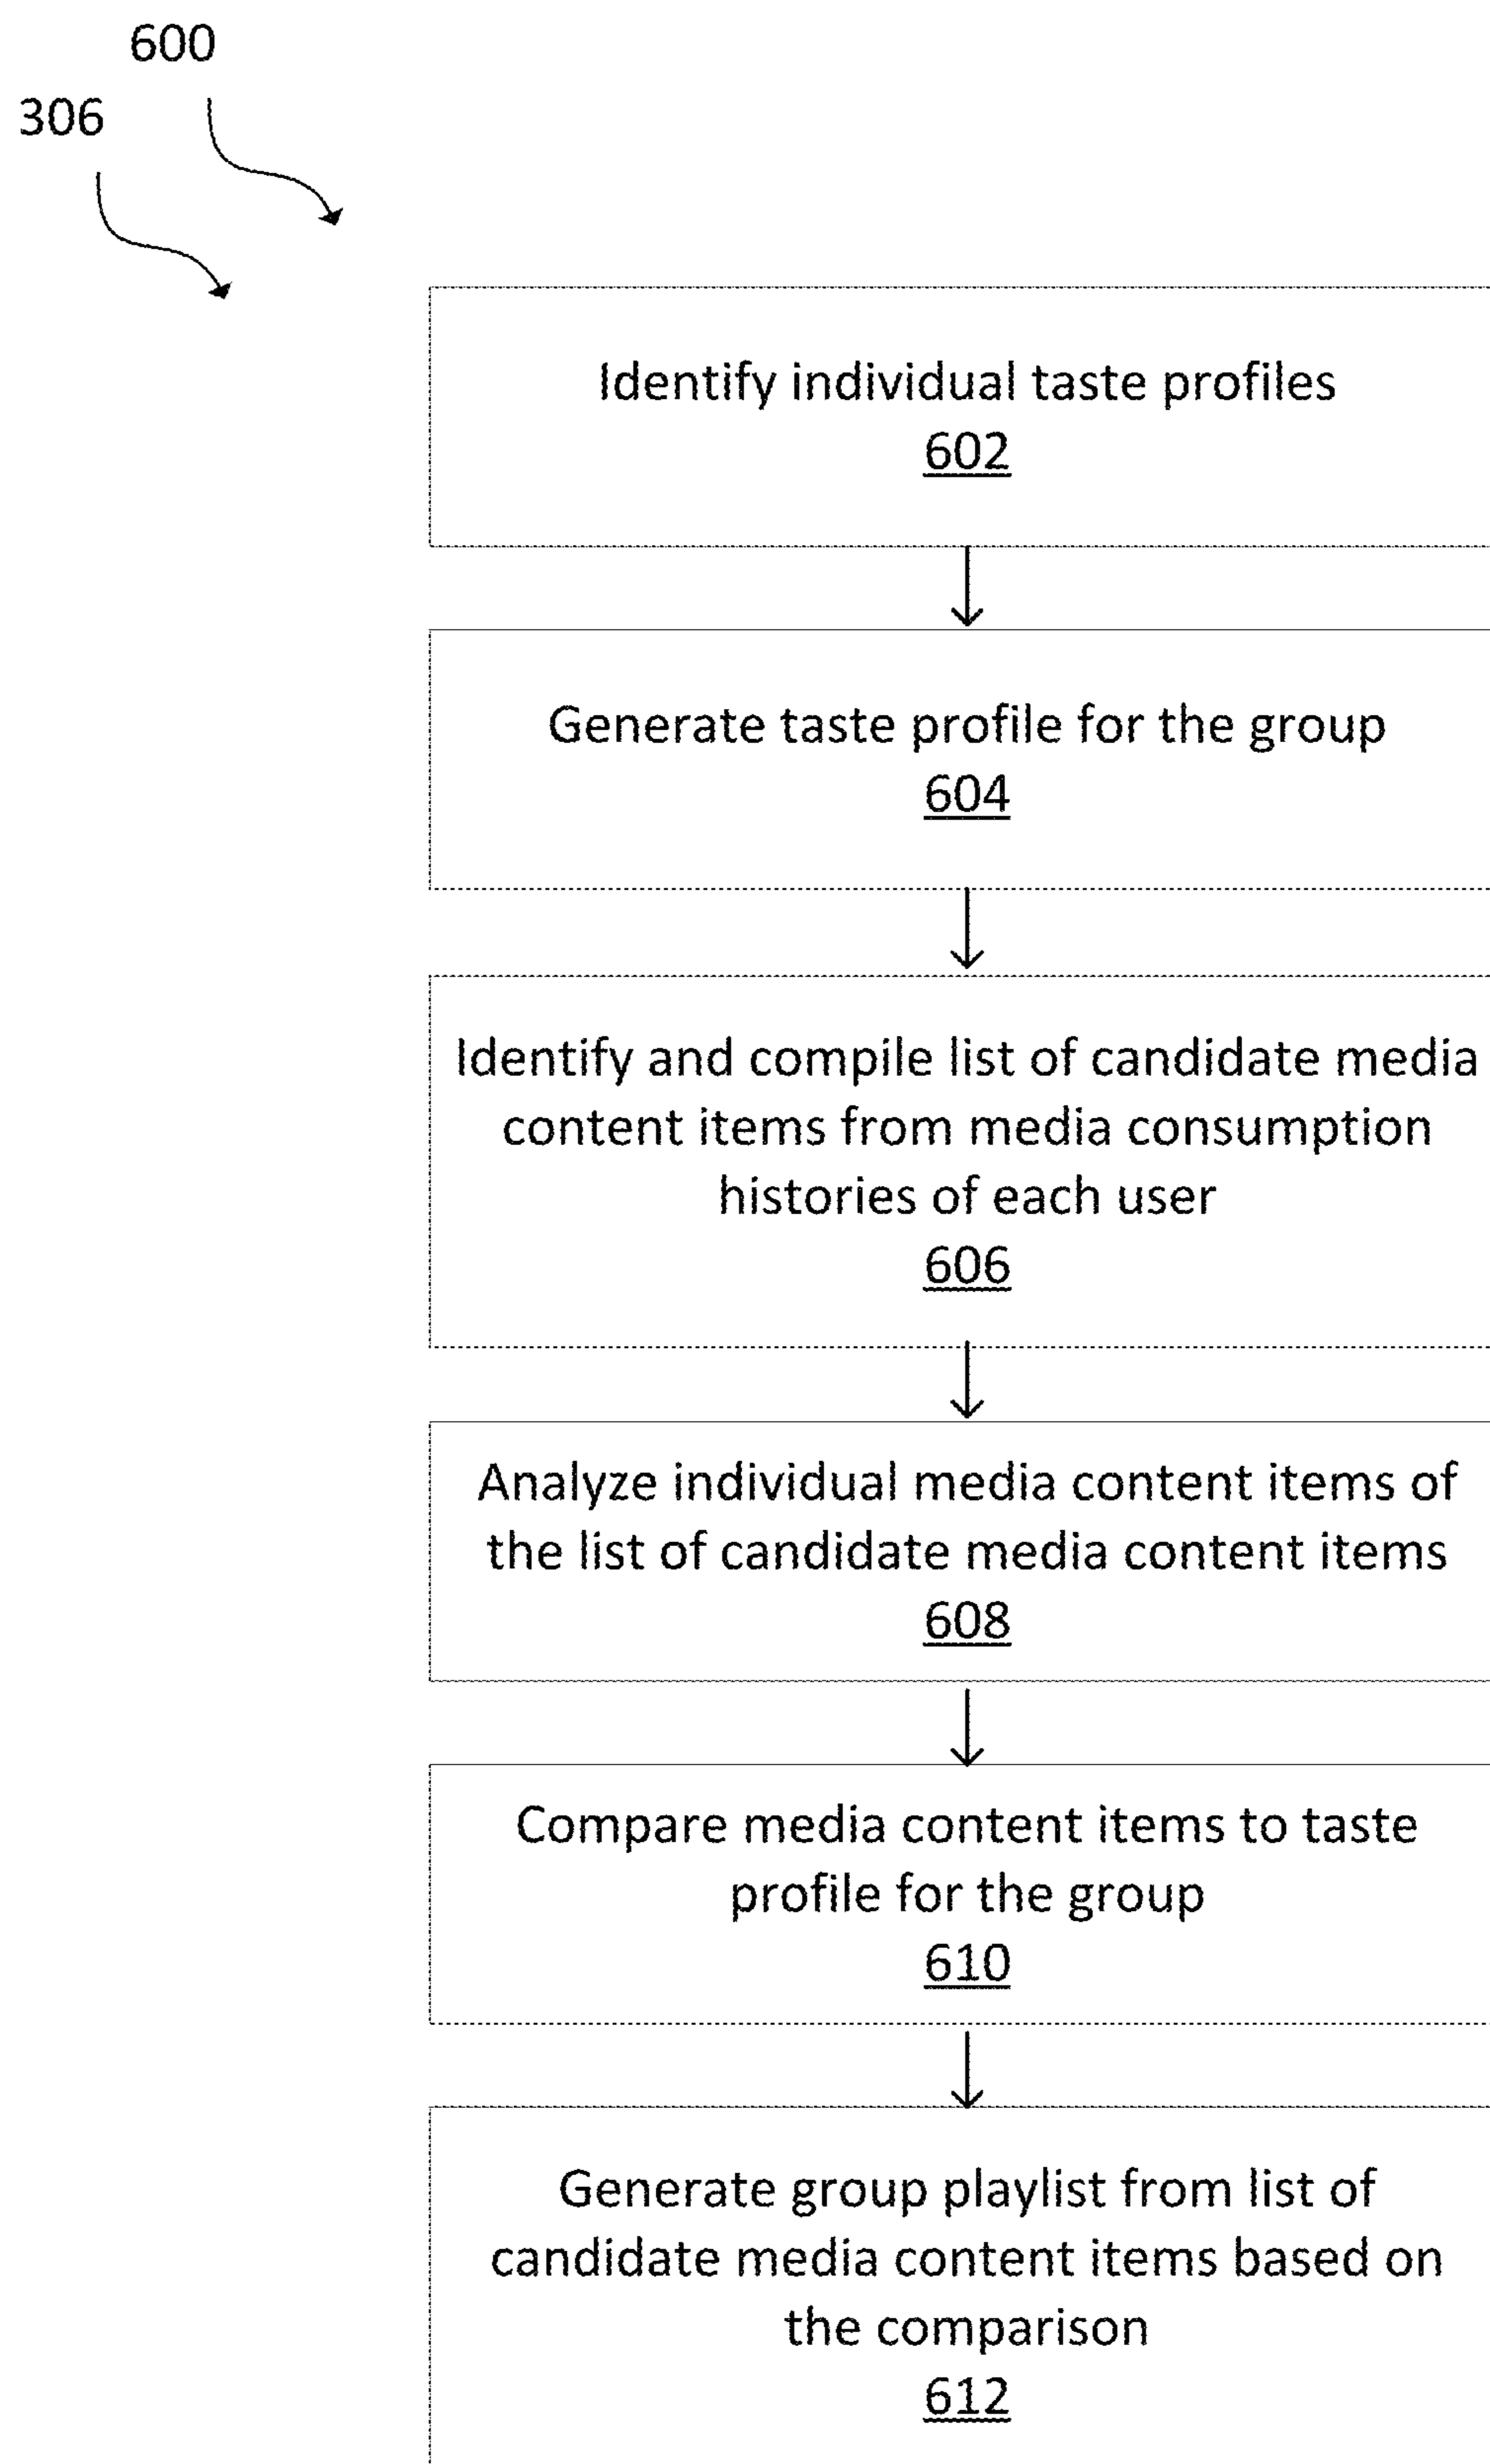 600
306
Identify individual taste profiles
602
Generate taste profile for the group
604
Identify and compile list of candidate media
content items from media consumption
histories of each user
606
Analyze individual media content items of
the list of candidate media content items
608
Compare media content items to taste
profile for the group
610
Generate group playlist from list of
candidate media content items based on
the comparison
612